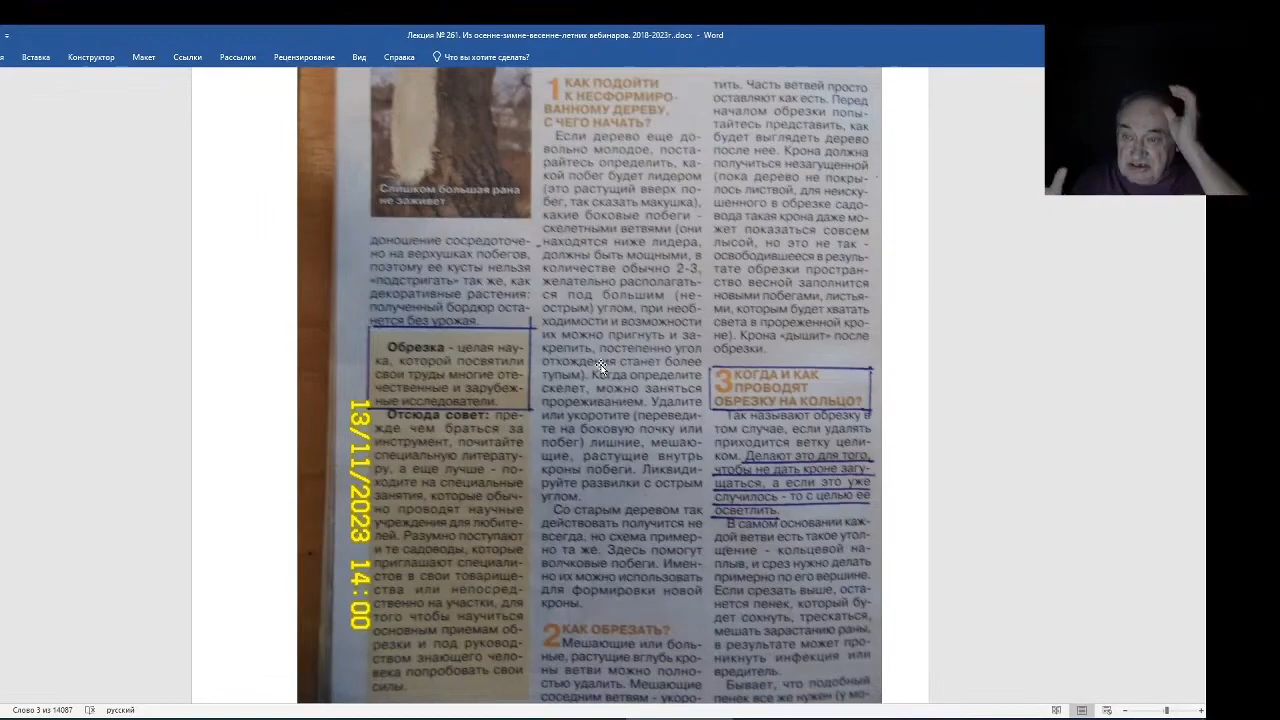 Лекция № 261. Из осенне-зимне-весенне-летних вебинаров. 2018-2023г..docx - Word
Вставка Конструктор Макет Ссылки Рассылки Рецензирование Вид Справка Что вы хотите сделать?
Слишком большая рана
не заживет
доношение сосредоточе-
но на верхушках побегов,
поэтому ее кусты нельзя
«подстригать» так же, как
декоративные растения:
полученный бордюр оста-
нется без урожая.
Обрезка - целая нау-
ка, которой посвятили
свои труды многие оте-
чественные и зарубеж-
ные исследователи.
Отсюда совет: пре-
жде чем браться за
инструмент, почитайте
специальную литерату-
ру, а еще лучше - по-
ходите на специальные
занятия, которые обыч-
но проводят научные
учреждения для любите-
лей. Разумно поступают
и те садоводы, которые
приглашают специали-
стов в свои товарище-
ства или непосред-
ственно на участки, для
того чтобы научиться
основным приемам об-
резки и под руковод-
ством знающего чело-
века попробовать свои
силы.
13/11/2023 14:00
1 КАК ПОДОЙТИ
К НЕСФОРМИРО-
ВАННОМУ ДЕРЕВУ,
С ЧЕГО НАЧАТЬ?
Если дерево еще до-
вольно молодое, поста-
райтесь определить, ка-
кой побег будет лидером
(это растущий вверх по-
бег, так сказать макушка),
какие боковые побеги -
скелетными ветвями (они
находятся ниже лидера,
должны быть мощными, в
количестве обычно 2-3,
желательно располагать-
ся под большим (не-
острым) углом, при необ-
ходимости и возможности
их можно пригнуть и за-
крепить, постепенно угол
отхождения станет более
тупым). Когда определите
скелет, можно заняться
прореживанием. Удалите
или укоротите (переведи-
те на боковую почку или
побег) лишние, мешаю-
щие, растущие внутрь
кроны побеги. Ликвиди-
руйте развилки с острым
углом.
Со старым деревом так
действовать получится не
всегда, но схема пример-
но та же. Здесь помогут
волчковые побеги. Имен-
но их можно использовать
для формировки новой
кроны.
2 КАК ОБРЕЗАТЬ?
Мешающие или боль-
ные, растущие вглубь кро-
ны ветви можно полно-
стью удалить. Мешающие
соседним ветвям - укоро-
тить. Часть ветвей просто
оставляют как есть. Перед
началом обрезки попы-
тайтесь представить, как
будет выглядеть дерево
после нее. Крона должна
получиться незагущенной
(пока дерево не покры-
лось листвой, для неиску-
шенного в обрезке садо-
вода такая крона даже мо-
жет показаться совсем
лысой, но это не так -
освободившееся в резуль-
тате обрезки простран-
ство весной заполнится
новыми побегами, листья-
ми, которым будет хватать
света в прореженной кро-
не). Крона «дышит» после
обрезки.
3 КОГДА И КАК
ПРОВОДЯТ
ОБРЕЗКУ НА КОЛЬЦО?
Так называют обрезку в
том случае, если удалять
приходится ветку цели-
ком. Делают это для того,
чтобы не дать кроне загу-
щаться, а если это уже
случилось - то с целью ее
осветлить.
В самом основании каж-
дой ветви есть такое утол-
щение - кольцевой на-
плыв, и срез нужно делать
примерно по его вершине.
Если срезать выше, оста-
нется пенек, который бу-
дет сохнуть, трескаться,
мешать зарастанию раны,
в результате может про-
никнуть инфекция или
вредитель.
Бывает, что подобный
пенек все же нужен (у мо-
Слово 3 из 14087 русский